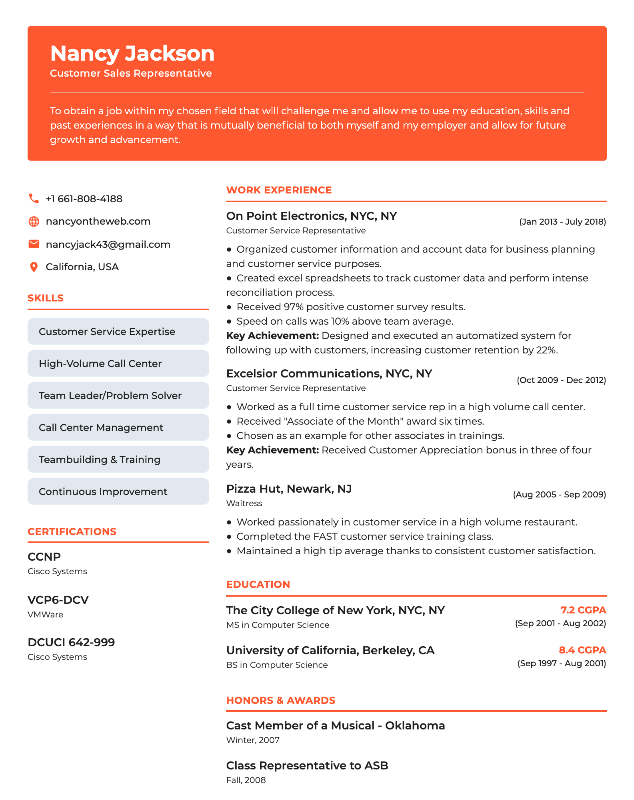 Nancy Jackson
Customer Sales Representative
To obtain a job within my chosen field that will challenge me and allow me to use my education, skills and
past experiences in a way that is mutually beneficial to both myself and my employer and allow for future
growth and advancement.
+1 661-808-4188
nancyontheweb.com
nancyjack43@gmail.com
California, USA
SKILLS
Customer Service Expertise
High-Volume Call Center
Team Leader/Problem Solver
Call Center Management
Teambuilding & Training
Continuous Improvement
CERTIFICATIONS
CCNP
Cisco Systems
VCP6-DCV
VMWare
DCUCI 642-999
Cisco Systems
WORK EXPERIENCE
On Point Electronics, NYC, NY
(Jan 2013 - July 2018)
Customer Service Representative
● Organized customer information and account data for business planning
and customer service purposes.
● Created excel spreadsheets to track customer data and perform intense
reconciliation process.
● Received 97% positive customer survey results.
● Speed on calls was 10% above team average.
Key Achievement: Designed and executed an automatized system for
following up with customers, increasing customer retention by 22%.
Excelsior Communications, NYC, NY
(Oct 2009 - Dec 2012)
Customer Service Representative
● Worked as a full time customer service rep in a high volume call center.
● Received "Associate of the Month" award six times.
● Chosen as an example for other associates in trainings.
Key Achievement: Received Customer Appreciation bonus in three of four
years.
Pizza Hut, Newark, NJ
(Aug 2005 - Sep 2009)
Waitress
● Worked passionately in customer service in a high volume restaurant.
● Completed the FAST customer service training class.
● Maintained a high tip average thanks to consistent customer satisfaction.
EDUCATION
The City College of New York, NYC, NY
7.2 CGPA
MS in Computer Science
(Sep 2001 - Aug 2002)
University of California, Berkeley, CA
8.4 CGPA
BS in Computer Science
(Sep 1997 - Aug 2001)
HONORS & AWARDS
Cast Member of a Musical - Oklahoma
Winter, 2007
Class Representative to ASB
Fall, 2008